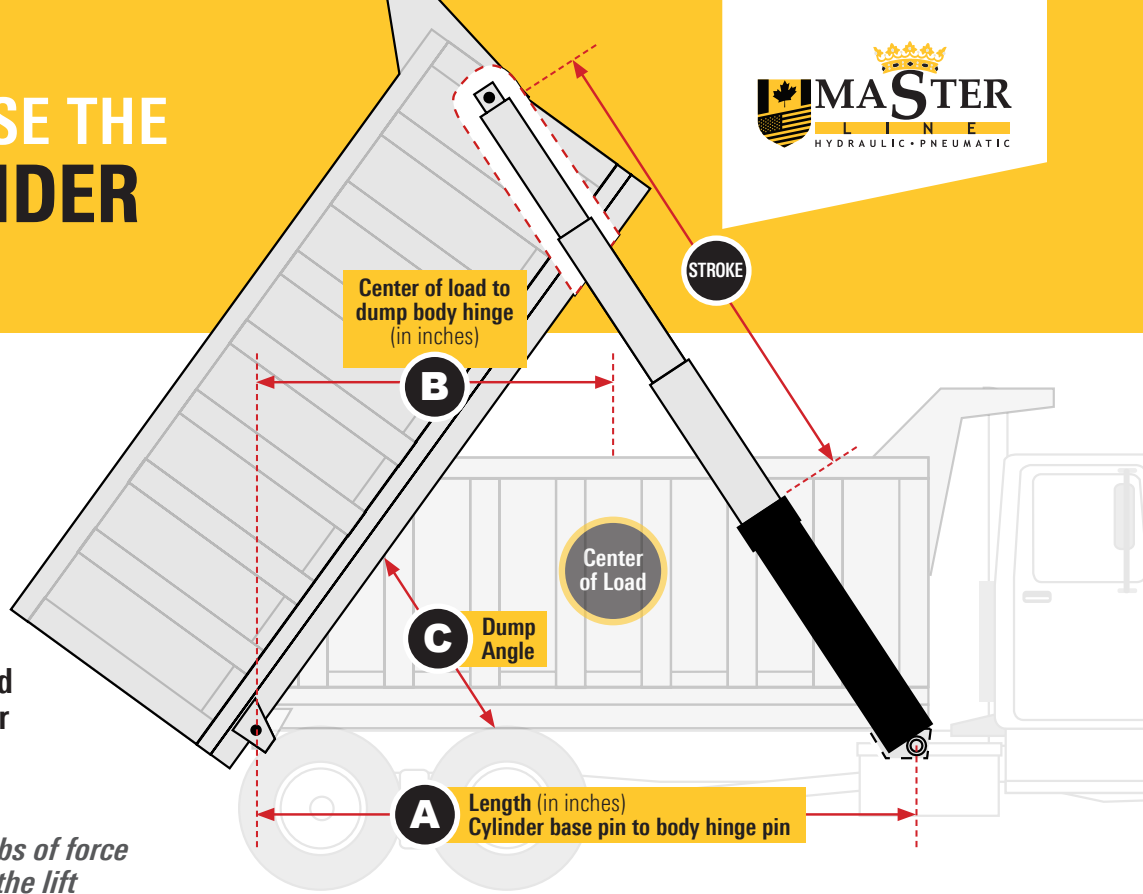 SE THE
NDER
MASTER
LINE
HYDRAULIC • PNEUMATIC
STROKE
Center of load to
dump body hinge
(in inches)
B
Center
of Load
C
Dump
Angle
d
r
A
Length (in inches)
Cylinder base pin to body hinge pin
bs of force
the lift